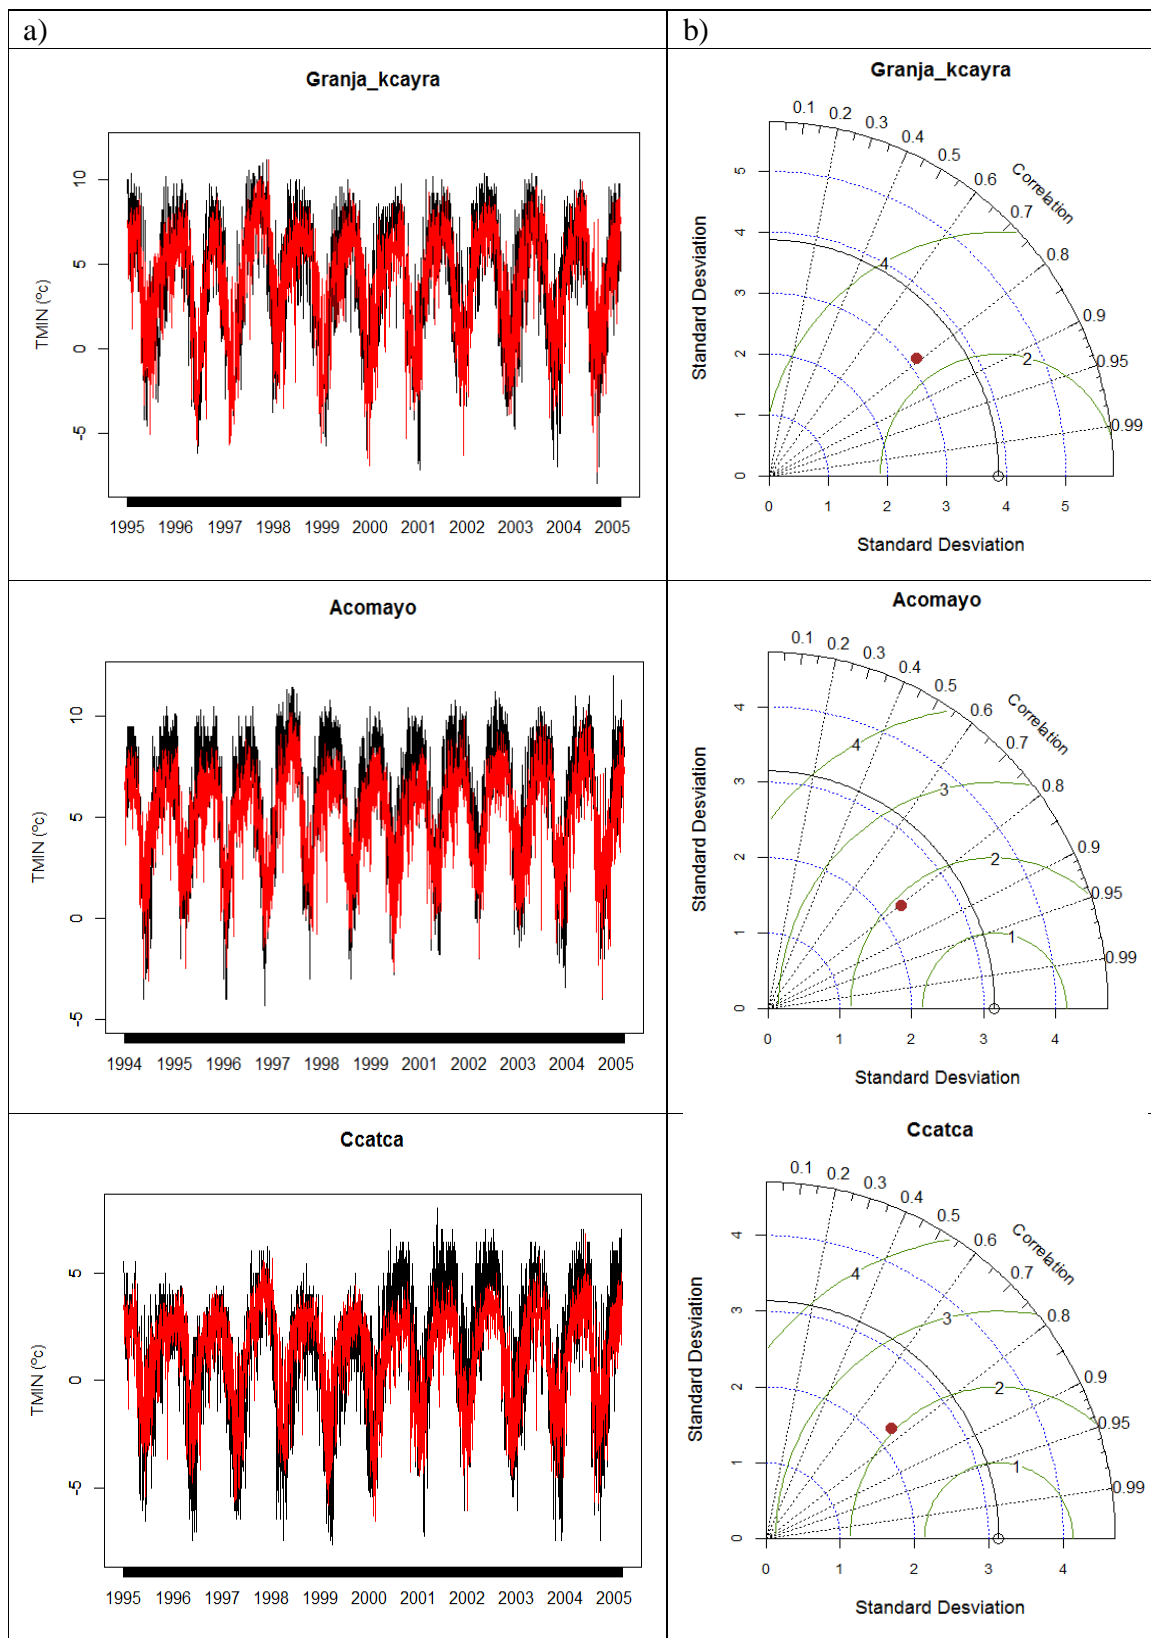 a)
b)
Granja_kcayra
TMIN (ºc)
10
5
0
-5
1995 1996 1997 1998 1999 2000 2001 2002 2003 2004 2005
Granja_kcayra
0.1 0.2 0.3 0.4 0.5 0.6 0.7 0.8 0.9 0.95 0.99
Correlation
Standard Desviation
5
4
3
2
1
0
4
2
0 1 2 3 4 5
Standard Desviation
Acomayo
TMIN (ºc)
10
5
0
-5
1994 1995 1996 1997 1998 1999 2001 2002 2003 2004 2005
Acomayo
0.1 0.2 0.3 0.4 0.5 0.6 0.7 0.8 0.9 0.95 0.99
Correlation
Standard Desviation
4
3
2
1
0
4
3
2
1
0 1 2 3 4
Standard Desviation
Ccatca
TMIN (ºc)
5
0
-5
1995 1996 1997 1998 1999 2000 2001 2002 2003 2004 2005
Ccatca
0.1 0.2 0.3 0.4 0.5 0.6 0.7 0.8 0.9 0.95 0.99
Correlation
Standard Desviation
4
3
2
1
0
4
3
2
1
0 1 2 3 4
Standard Desviation